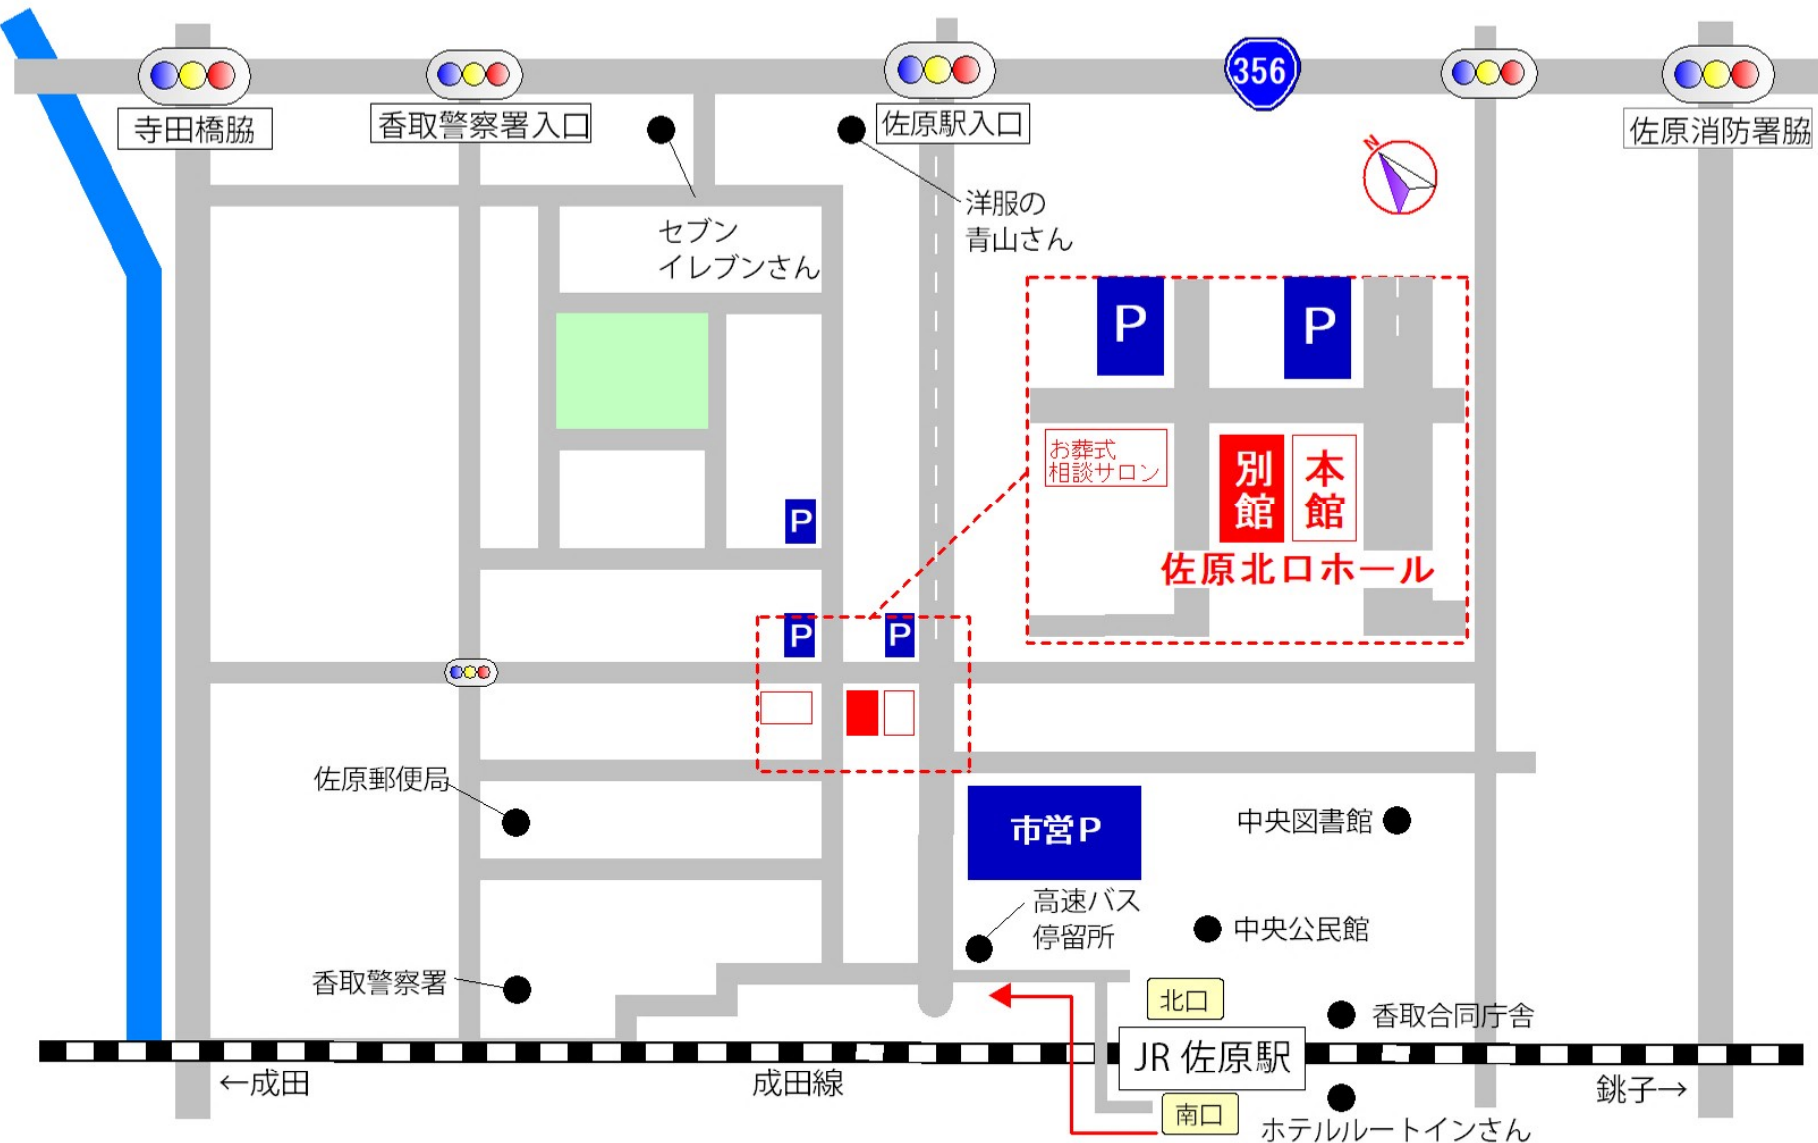 356
寺田橋脇
香取警察署入口
佐原駅入口
佐原消防署脇
N
洋服の
青山さん
セブン
イレブンさん
P
P
お葬式
相談サロン
別館
本館
佐原北口ホール
P
P
P
佐原郵便局
市営P
中央図書館
高速バス
停留所
中央公民館
香取警察署
北口
香取合同庁舎
JR 佐原駅
←成田
成田線
銚子→
南口
ホテルルートインさん